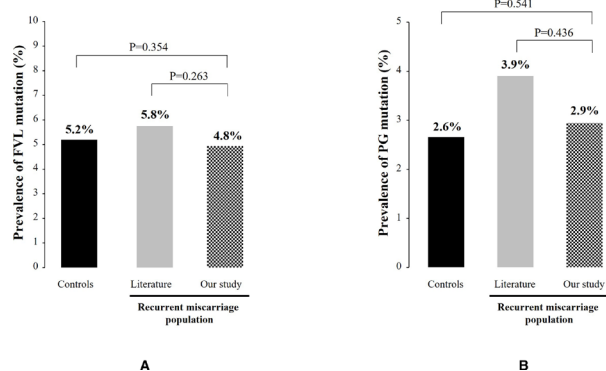 P=0.354
P=0.263
Prevalence of FVL mutation (%)
10
9
8
7
6
5
4
3
2
1
0
5.2%
5.8%
4.8%
Controls
Literature
Our study
Recurrent miscarriage
population
A
P=0.541
P=0.436
Prevalence of PG mutation (%)
5
4
3
2
1
0
2.6%
3.9%
2.9%
Controls
Literature
Our study
Recurrent miscarriage
population
B